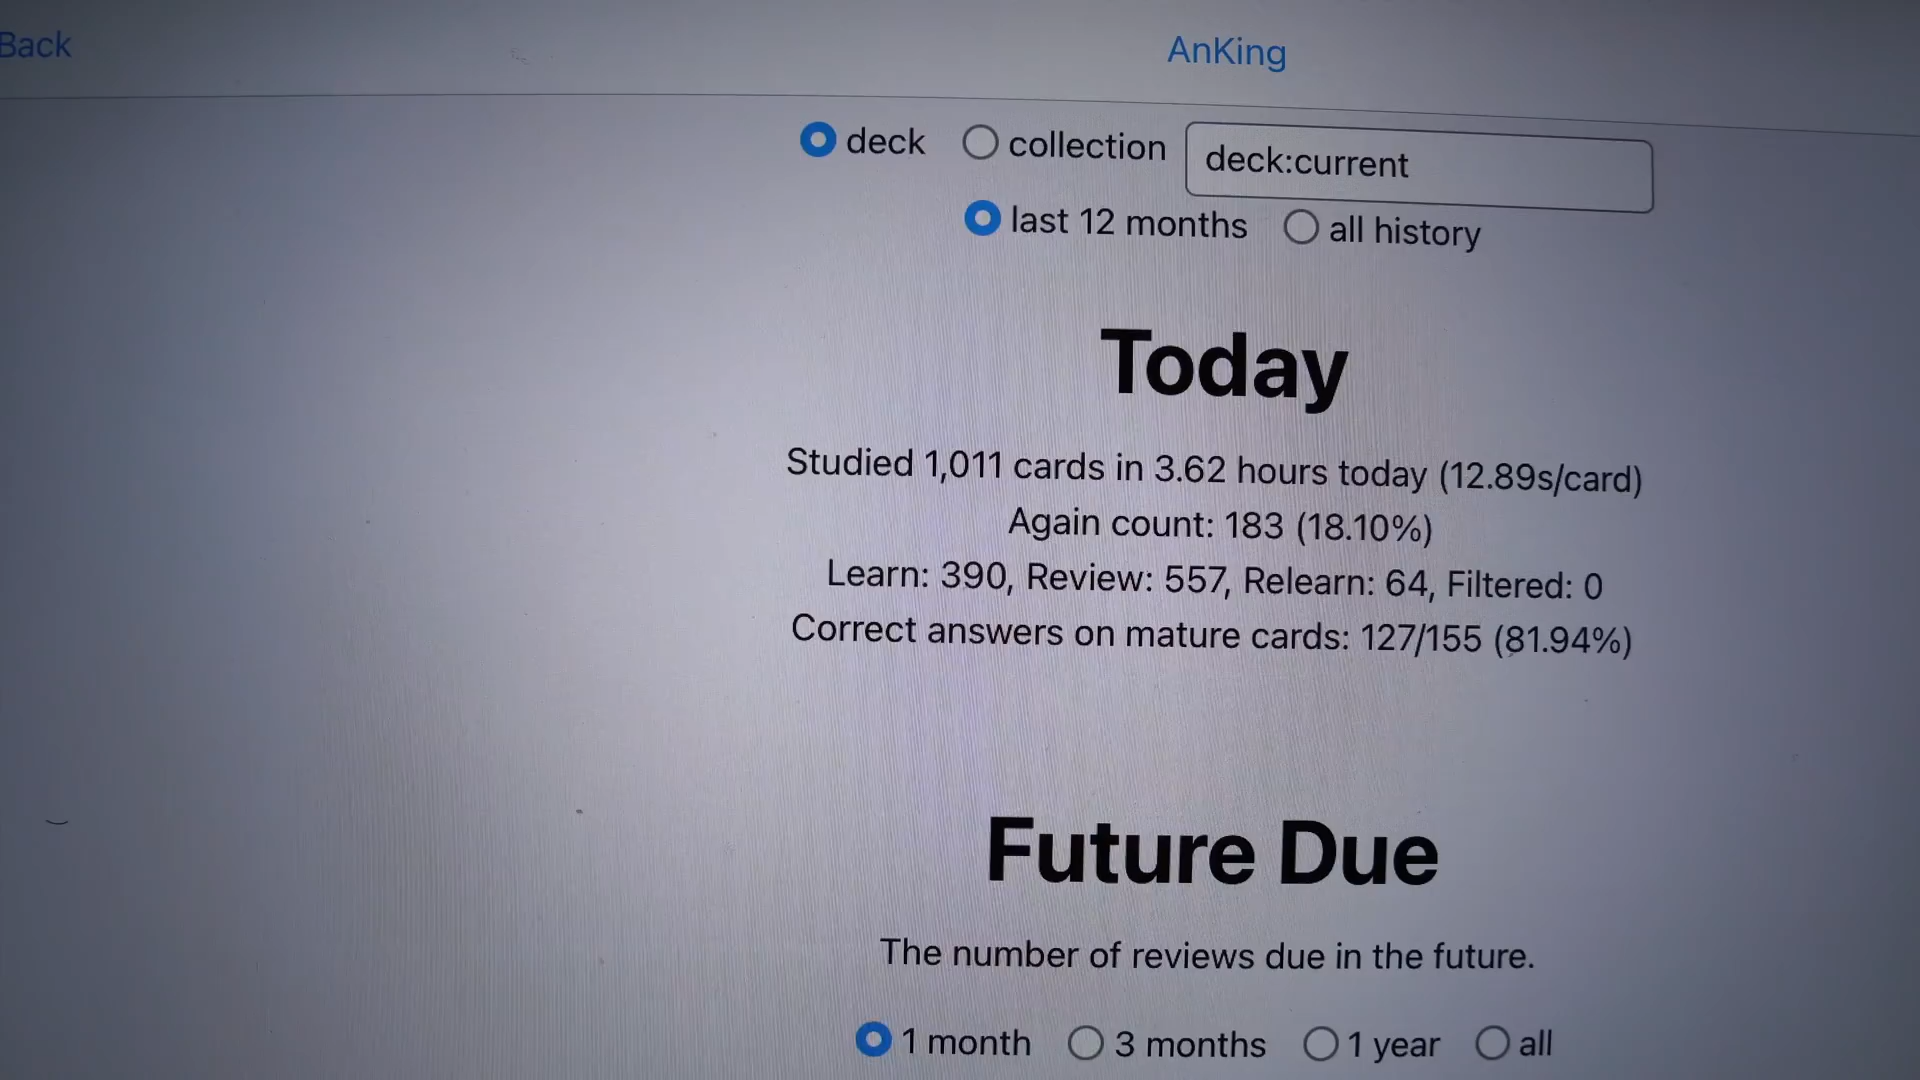 Back
AnKing
deck collection deck:current
last 12 months all history
Today
Studied 1,011 cards in 3.62 hours today (12.89s/card)
Again count: 183 (18.10%)
Learn: 390, Review: 557, Relearn: 64, Filtered: 0
Correct answers on mature cards: 127/155 (81.94%)
Future Due
The number of reviews due in the future.
1 month 3 months 1 year all